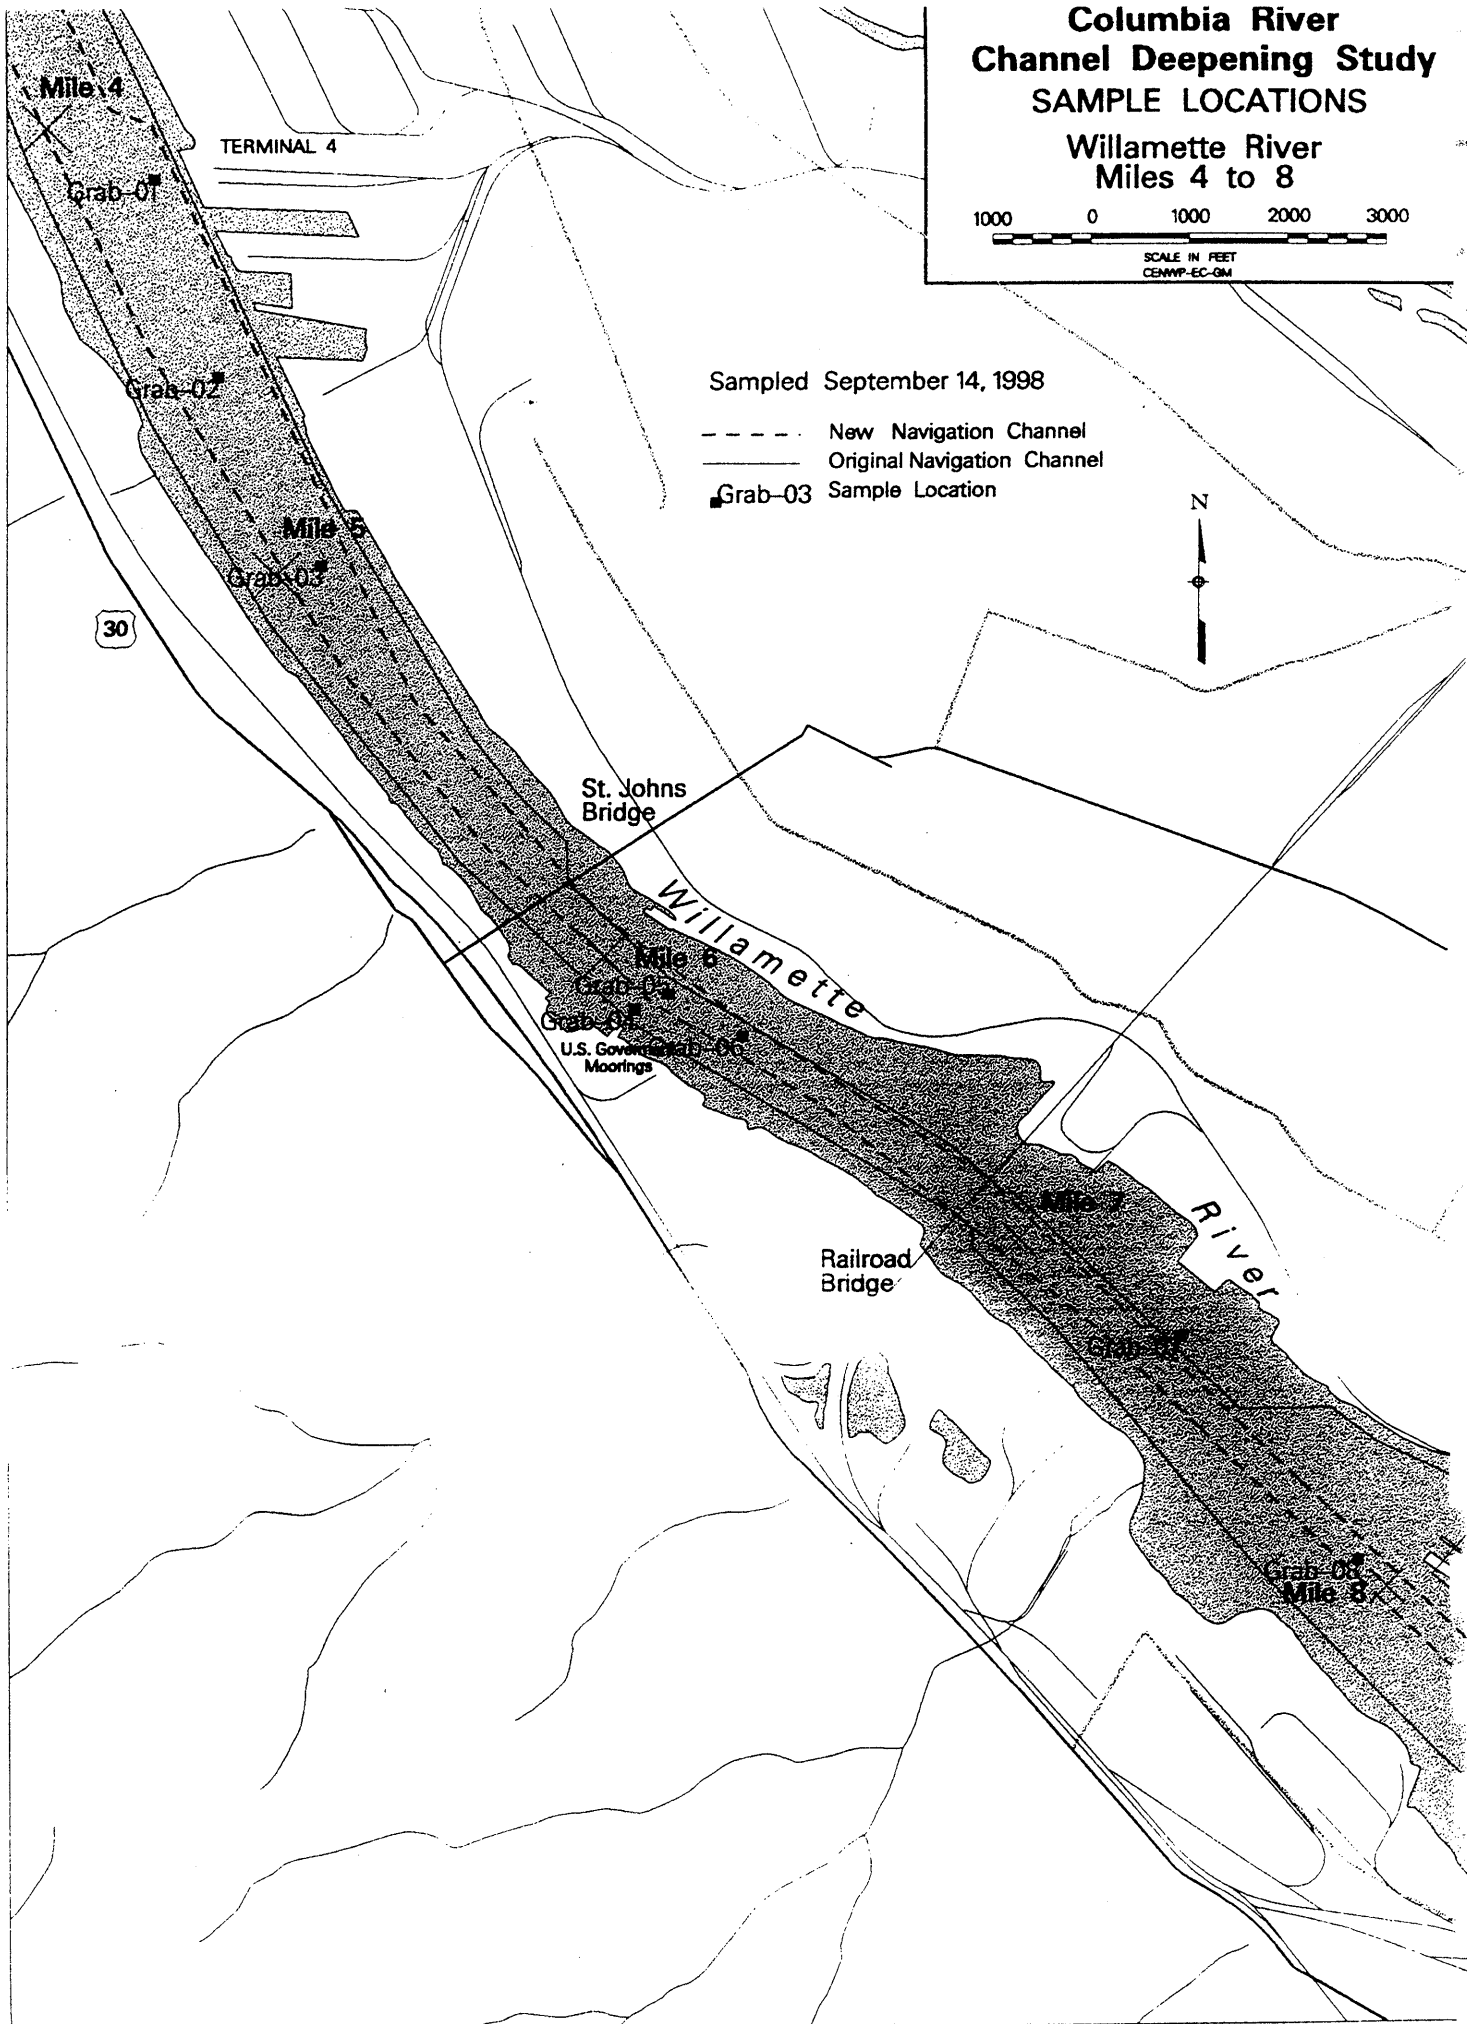 Columbia River
Channel Deepening Study
SAMPLE LOCATIONS
Willamette River
Miles 4 to 8
1000 0 1000 2000 3000
SCALE IN FEET
CENWP-EC-GM
Mile 4
TERMINAL 4
Grab-01
Grab-02
Sampled September 14, 1998
New Navigation Channel
Original Navigation Channel
Grab-03 Sample Location
N
Mile 5
Grab-03
30
St. Johns
Bridge
Willamette
Mile 6
Grab-05
Grab-04
U.S. Govern
Grab-06
Moorings
Mile 7
River
Railroad
Bridge
Grab-07
Grab-08
Mile 8